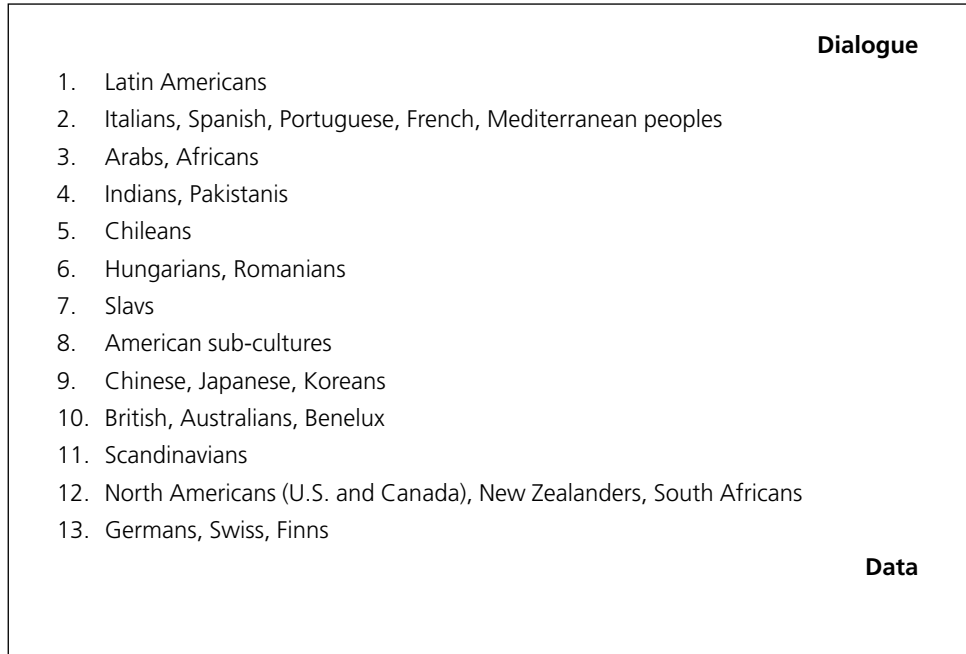 Dialogue
1. Latin Americans
2. Italians, Spanish, Portuguese, French, Mediterranean peoples
3. Arabs, Africans
4. Indians, Pakistanis
5. Chileans
6. Hungarians, Romanians
7. Slavs
8. American sub-cultures
9. Chinese, Japanese, Koreans
10. British, Australians, Benelux
11. Scandinavians
12. North Americans (U.S. and Canada), New Zealanders, South Africans
13. Germans, Swiss, Finns
Data